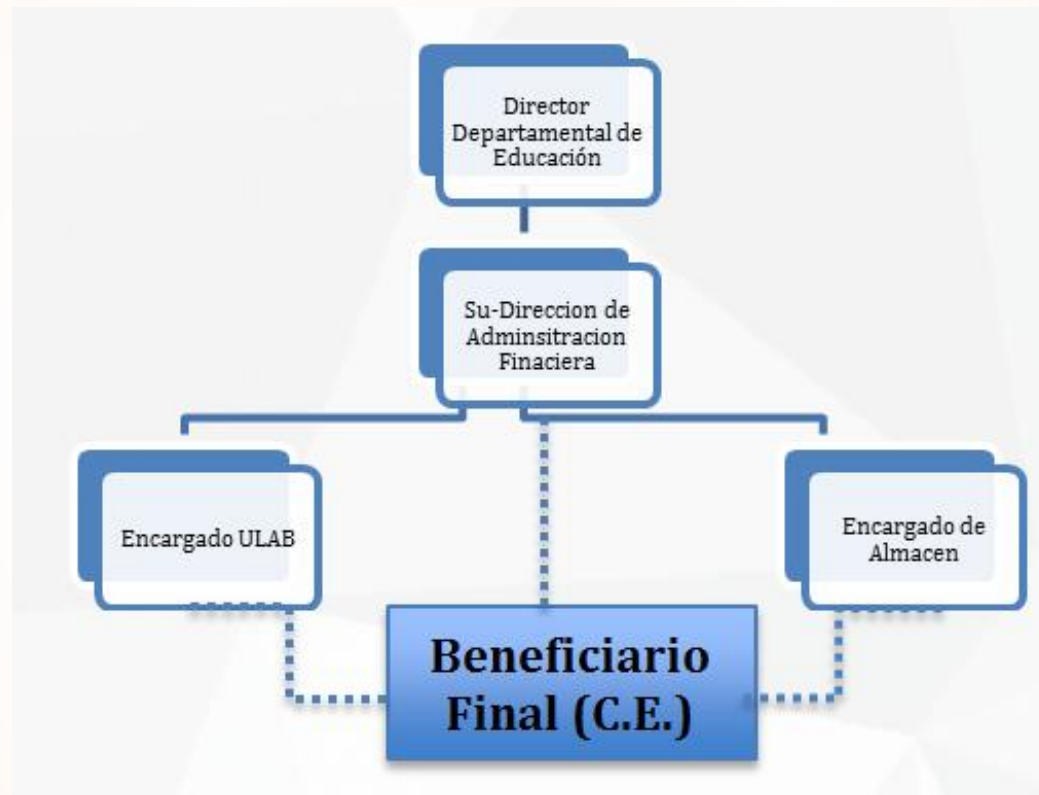 Director
Departamental de
Educación
Su-Direccion de
Adminsitracion
Finaciera
Encargado ULAB
Encargado de
Almacen
Beneficiario
Final (C.E.)